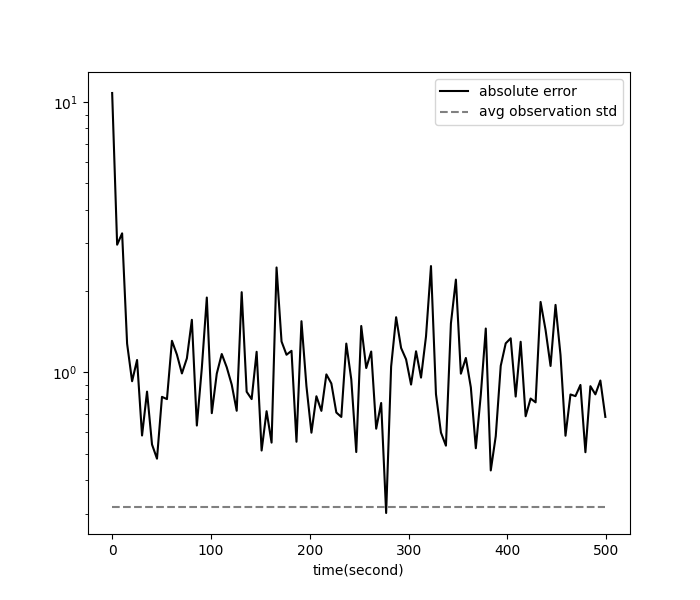 absolute error
avg observation std
10¹
10⁰
0 100 200 300 400 500
time(second)